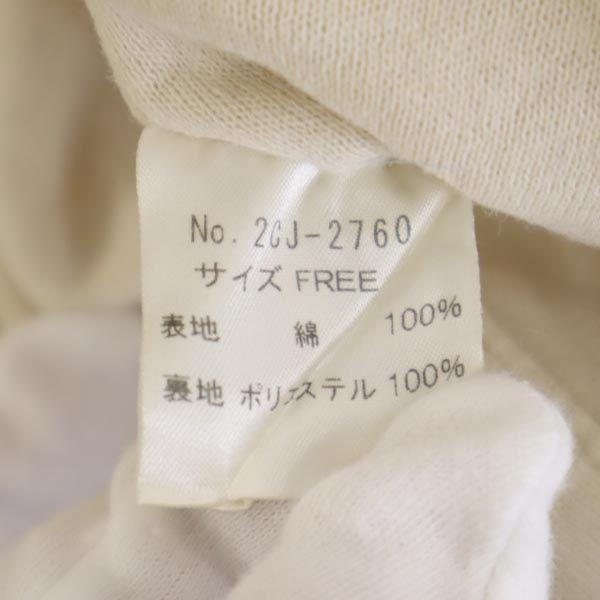 No. 2CJ-2760
サイズ FREE
表地 綿 100%
裏地 ポリエステル 100%